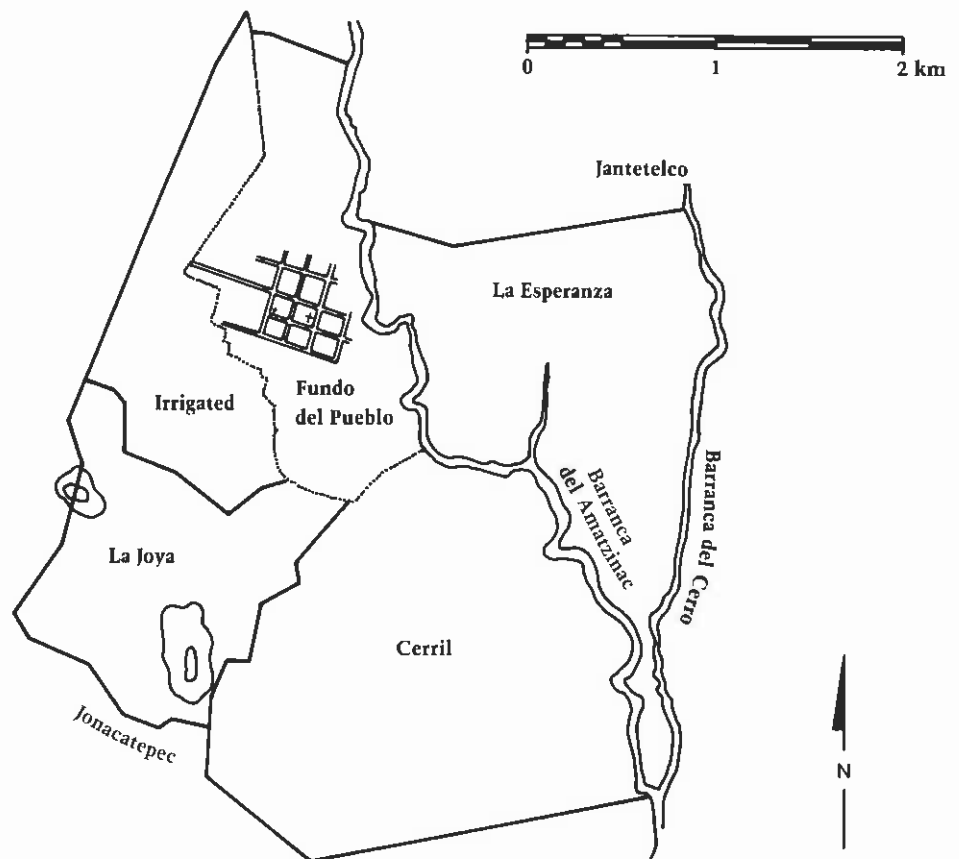 0 1 2 km
Jantetelco
La Esperanza
Irrigated
Fundo
del Pueblo
Barranca
del Amatzinac
Barranca del Cerro
La Joya
Cerril
Jonacatepec
N